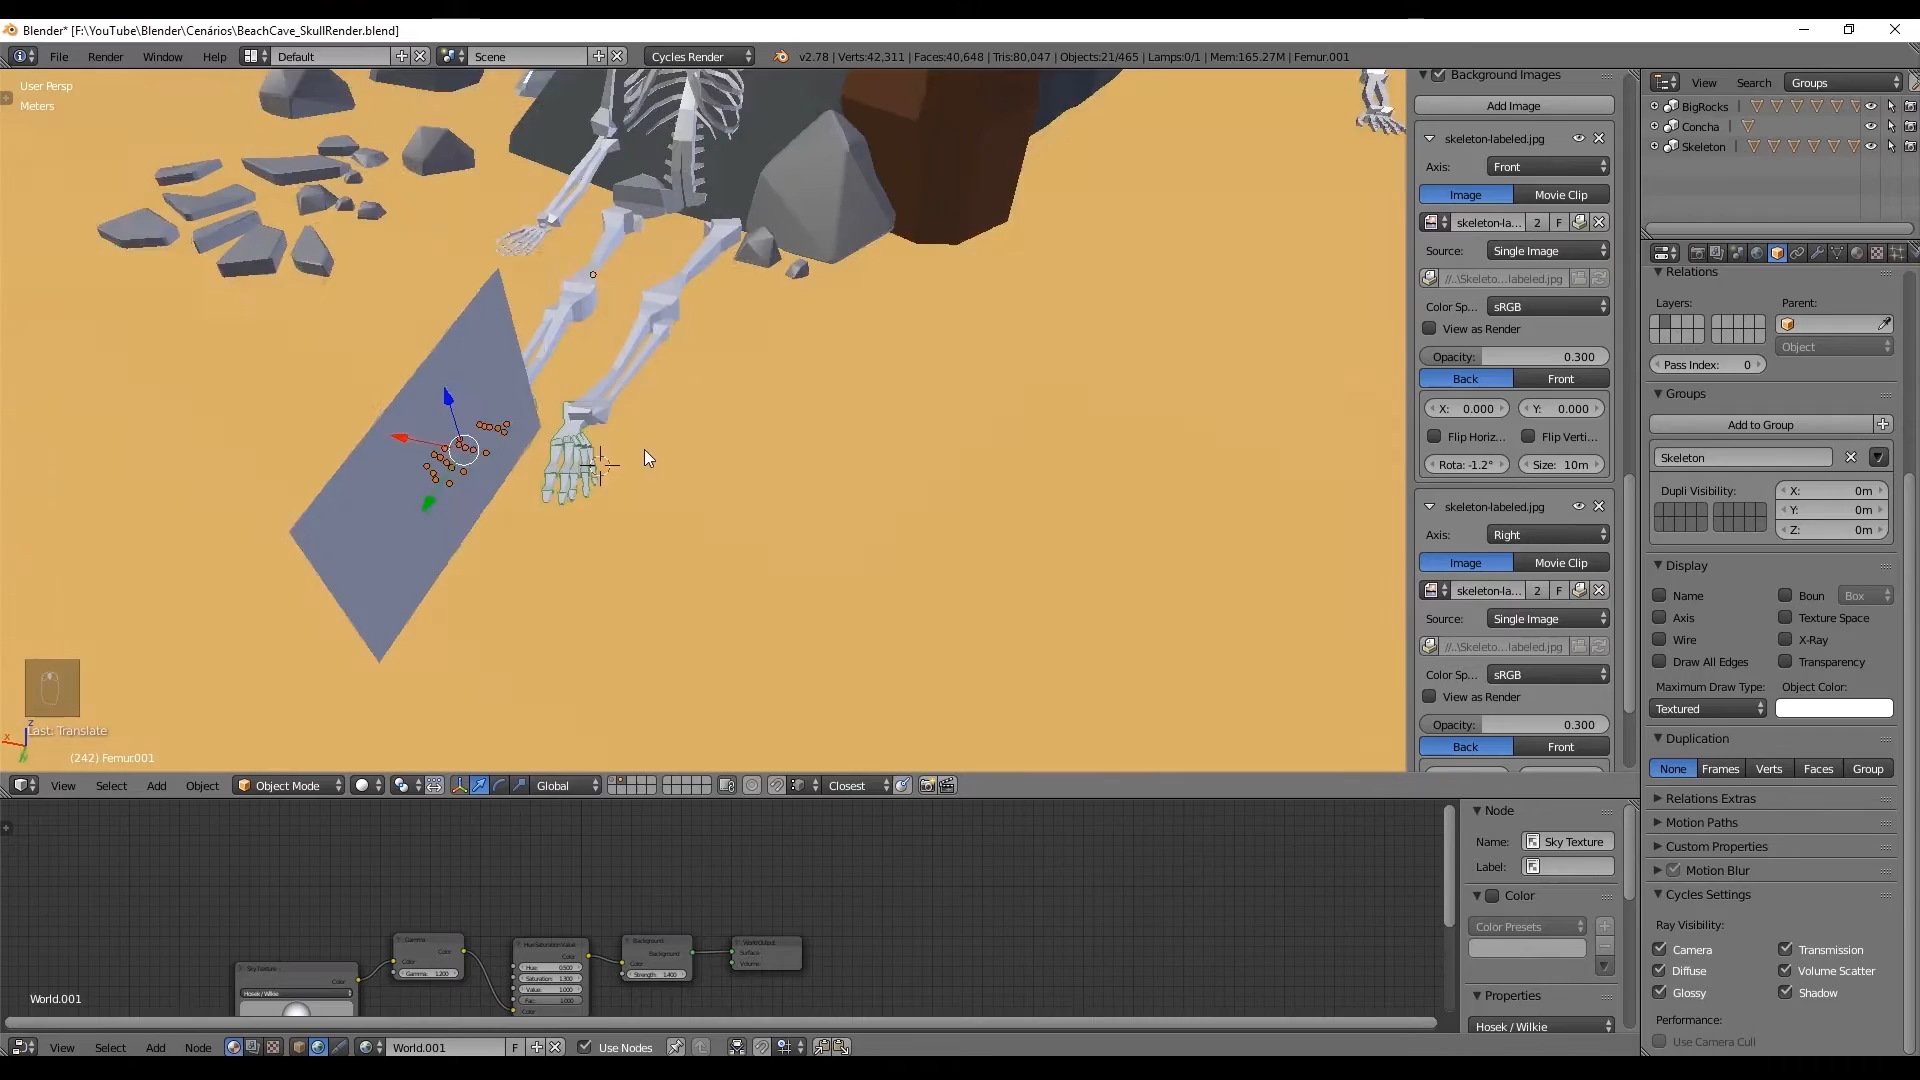 Blender* [F:\YouTube\Blender\Cenários\BeachCave_SkullRender.blend]
File Render Window Help Default Scene Cycles Render v2.78 | Verts:42,311 | Faces:40,648 | Tris:80,047 | Objects:21/465 | Lamps:0/1 | Mem:165.27M | Femur.001
User Persp
Meters
Last: Translate
(242) Femur.001
x z
View Select Add Object Object Mode Global Closest
Background Images
Add Image
skeleton-labeled.jpg
Axis: Front
Image Movie Clip
skeleton-la... 2 F
Source: Single Image
//..\Skeleto...labeled.jpg
Color Sp... sRGB
View as Render
Opacity: 0.300
Back Front
X: 0.000 Y: 0.000
Flip Horiz... Flip Verti...
Rota: -1.2° Size: 10m
skeleton-labeled.jpg
Axis: Right
Image Movie Clip
skeleton-la... 2 F
Source: Single Image
//..\Skeleto...labeled.jpg
Color Sp... sRGB
View as Render
Opacity: 0.300
Back Front
View Search Groups
BigRocks
Concha
Skeleton
Relations
Layers: Parent:
Object
Pass Index: 0
Groups
Add to Group
Skeleton
Dupli Visibility: X: 0m
Y: 0m
Z: 0m
Display
Name Boun Box
Axis Texture Space
Wire X-Ray
Draw All Edges Transparency
Maximum Draw Type: Object Color:
Textured
Duplication
None Frames Verts Faces Group
Relations Extras
Motion Paths
Custom Properties
Motion Blur
Cycles Settings
Ray Visibility:
Camera Transmission
Diffuse Volume Scatter
Glossy Shadow
Performance:
Use Camera Cull
Sky Texture
Color
Hosek / Wilkie
Gamma
Color
Color
Gamma: 1.200
Hue Saturation Value
Color
Hue: 0.500
Saturation: 1.300
Value: 1.000
Fac: 1.000
Color
Background
Background
Color
Strength: 1.400
World Output
Surface
Volume
World.001
Node
Name: Sky Texture
Label:
Color
Color Presets
Properties
Hosek / Wilkie
View Select Add Node World.001 F Use Nodes